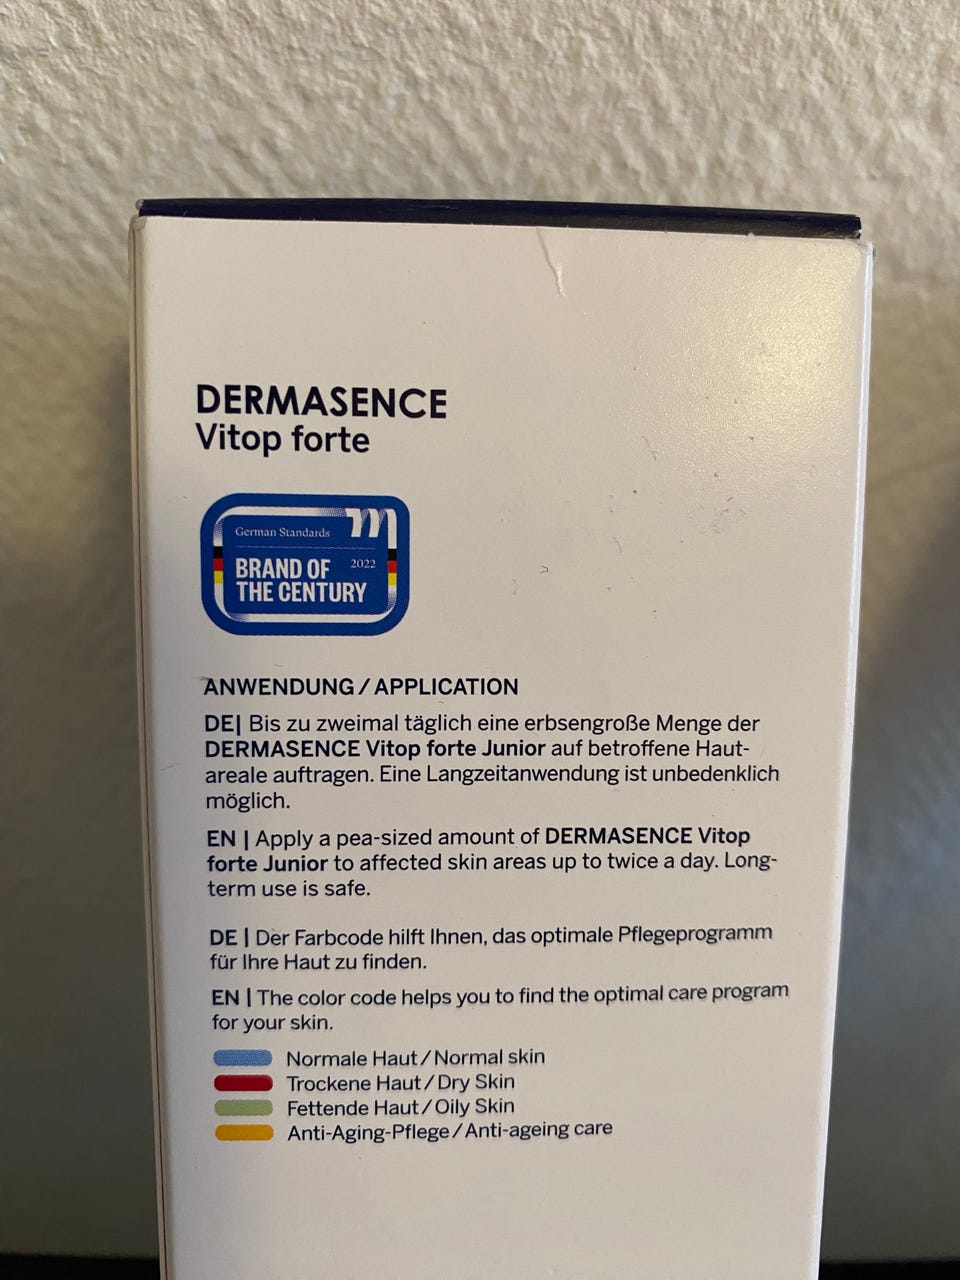 DERMASENCE
Vitop forte
German Standards
BRAND OF 2022
THE CENTURY
ANWENDUNG / APPLICATION
DE| Bis zu zweimal täglich eine erbsengroße Menge der
DERMASENCE Vitop forte Junior auf betroffene Haut-
areale auftragen. Eine Langzeitanwendung ist unbedenklich
möglich.
EN | Apply a pea-sized amount of DERMASENCE Vitop
forte Junior to affected skin areas up to twice a day. Long-
term use is safe.
DE | Der Farbcode hilft Ihnen, das optimale Pflegeprogramm
für Ihre Haut zu finden.
EN | The color code helps you to find the optimal care program
for your skin.
Normale Haut / Normal skin
Trockene Haut / Dry Skin
Fettende Haut / Oily Skin
Anti-Aging-Pflege / Anti-ageing care